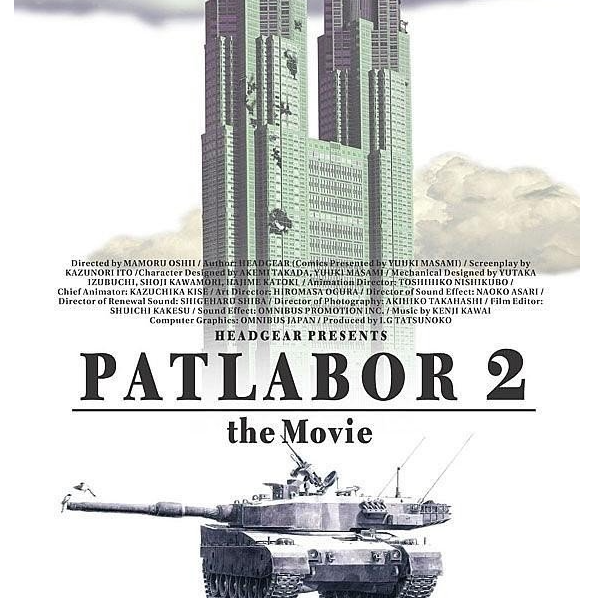 Directed by MAMORU OSHII / Author: HEADGEAR (Comics Presented by YUUKI MASAMI) / Screenplay by
KAZUNORI ITO /Character Designed by AKEMI TAKADA, YUUKI MASAMI / Mechanical Designed by YUTAKA
IZUBUCHI, SHOJI KAWAMORI, HAJIME KATOKI, / Animation Director: TOSHIHIKO NISHIKUBO /
Chief Animator: KAZUCHIKA KISE / Art Director: HIROMASA OGURA / Director of Sound Effect: NAOKO ASARI /
Director of Renewal Sound: SHIGEHARU SHIBA / Director of Photography: AKIHIKO TAKAHASHI / Film Editor:
SHUICHI KAKESU / Sound Effect: OMNIBUS PROMOTION INC. / Music by KENJI KAWAI
Computer Graphics: OMNIBUS JAPAN / Produced by I.G TATSUNOKO
HEADGEAR PRESENTS
PATLABOR 2
the Movie